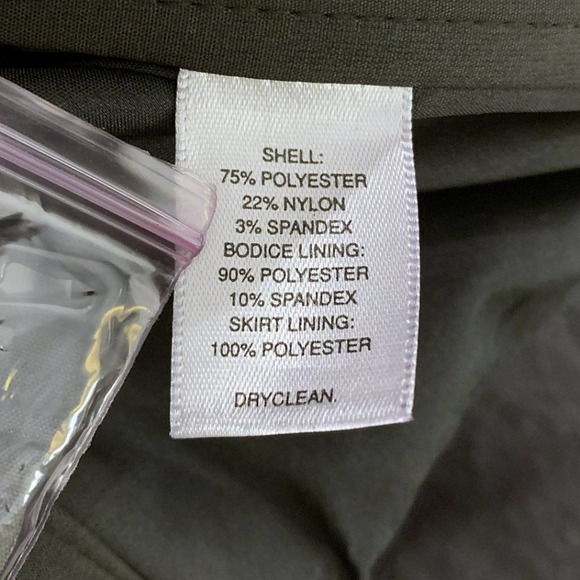 SHELL:
75% POLYESTER
22% NYLON
3% SPANDEX
BODICE LINING:
90% POLYESTER
10% SPANDEX
SKIRT LINING:
100% POLYESTER
DRYCLEAN.